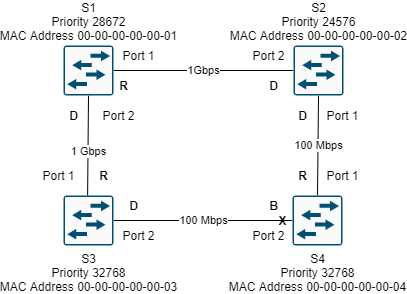 S1
Priority 28672
MAC Address 00-00-00-00-00-01
S2
Priority 24576
MAC Address 00-00-00-00-00-02
Port 1
1Gbps
Port 2
R
D
D
Port 2
D
Port 1
1 Gbps
100 Mbps
Port 1
R
R
Port 1
D
B
100 Mbps
X
Port 2
Port 2
S3
Priority 32768
MAC Address 00-00-00-00-00-03
S4
Priority 32768
MAC Address 00-00-00-00-00-04